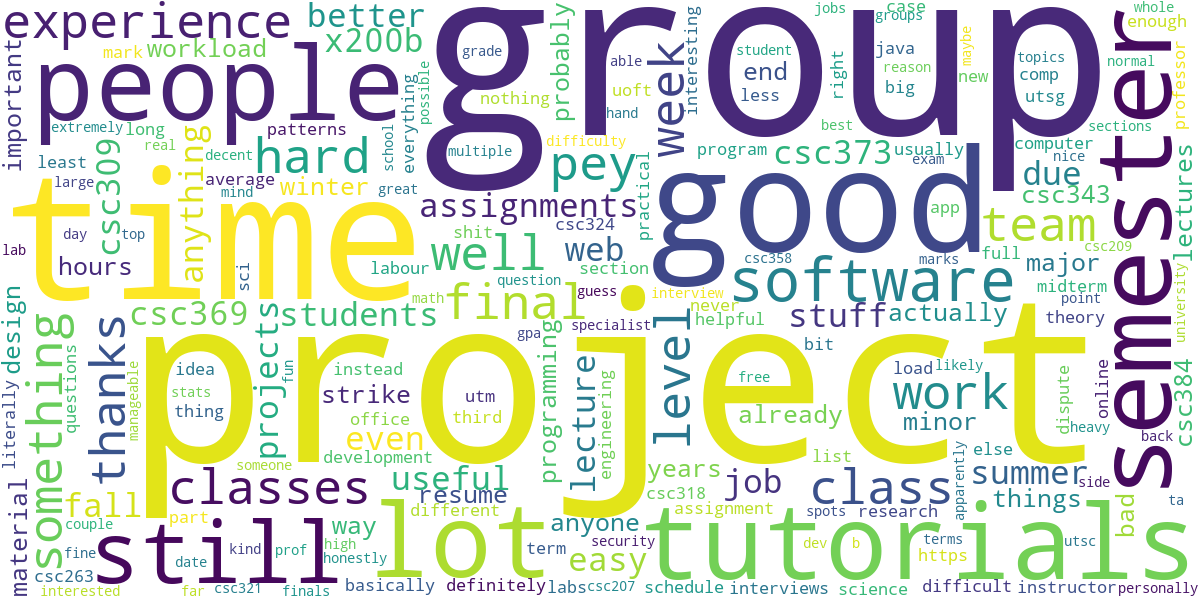 experience
better
group
jobs
case
whole
groups
enough
mark
workload
x200b
grade
student
java
maybe
topics
normal
important
people
able
end
reason
comp
nothing
less
right
big
new
utsg
professor
everything
possible
probably
uoft
week
interesting
extremely
long
patterns
hand
best
sections
real
decent
school
multiple
difficulty
program
csc373
usually
computer
least
hard
pey
exam
nice
large
average
winter
mind
great
practical
good
due
csc309
anything
time
assignments
csc324
app
csc343
team
semester
lectures
day
top
shit
web
full
csc209
lab
hours
sci
labour
well
section
csc358
marks
major
question
software
midterm
math
final
guess
interview
never
point
university
design
csc369
students
helpful
stuff
actually
theory
projects
specialist
level
something
thanks
gpa
bit
questions
idea
fun
instead
programming
lecture
load
likely
online
stats
strike
utm
free
work
manageable
thing
project
office
third
engineering
already
minor
dispute
heavy
csc384
literally
even
development
list
else
back
someone
useful
years
apparently
summer
side
material
fall
classes
resume
csc318
job
class
things
ta
part
different
assignment
spots
research
bad
couple
still
way
lot
anyone
tutorials
fine
kind
prof
high
term
security
dev
b
terms
utsc
date
honestly
easy
https
csc263
interested
far
csc321
finals
basically
definitely
labs
csc207
schedule
interviews
science
difficult
instructor
personally